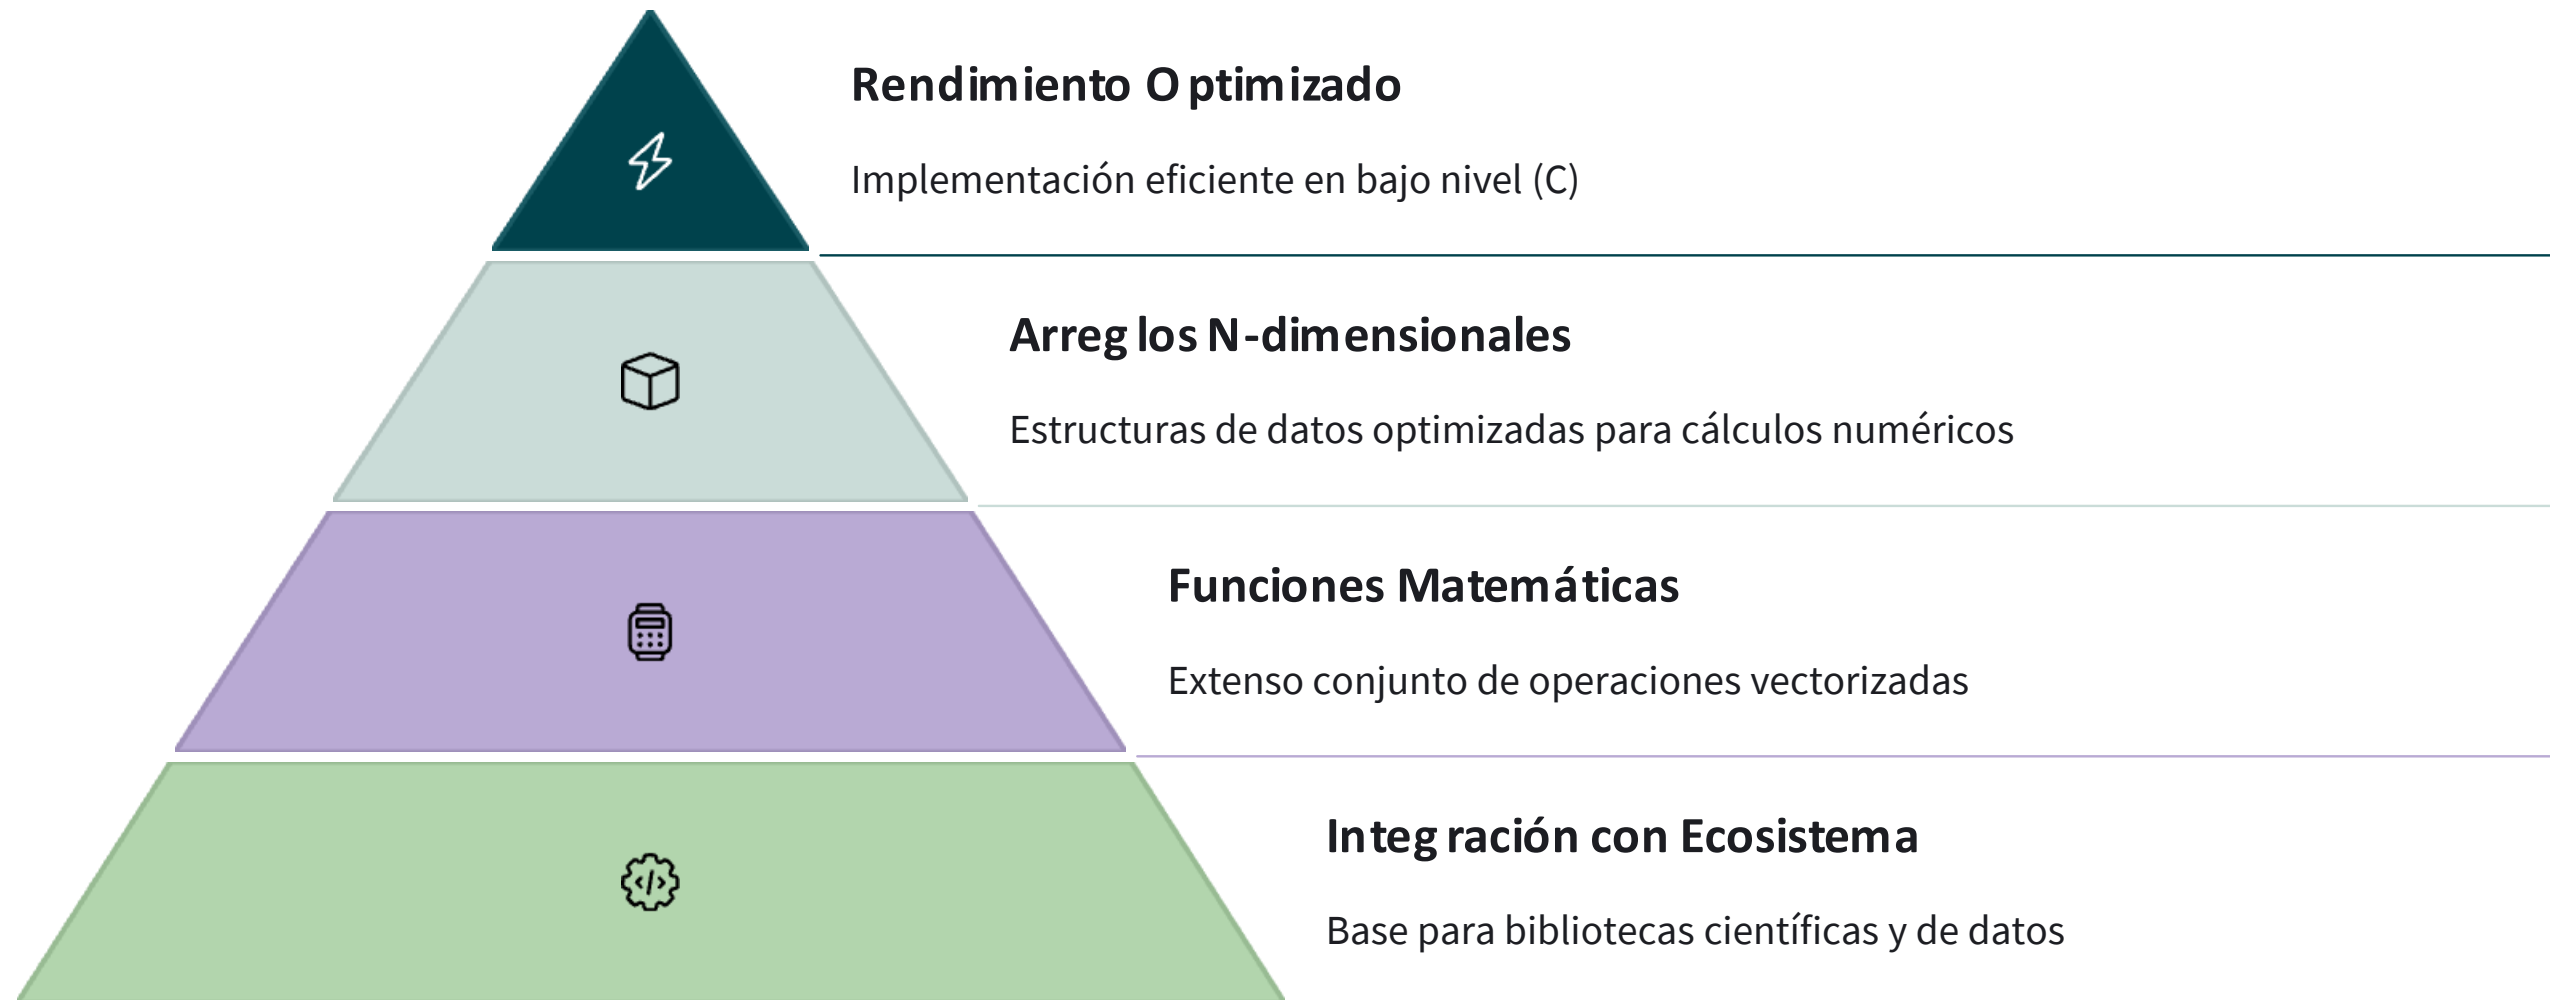 Rendimiento Optimizado
Implementación eficiente en bajo nivel (C)
Arreglos N-dimensionales
Estructuras de datos optimizadas para cálculos numéricos
Funciones Matemáticas
Extenso conjunto de operaciones vectorizadas
Integración con Ecosistema
Base para bibliotecas científicas y de datos